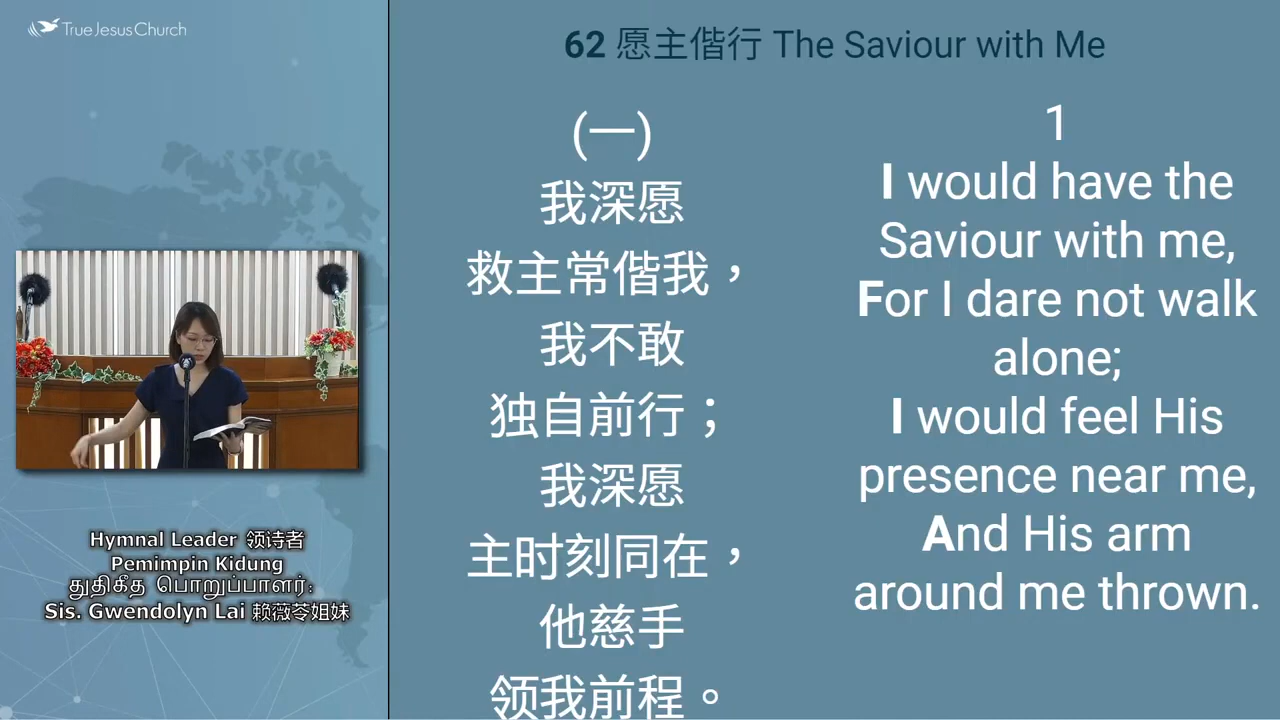 True Jesus Church
62 愿主偕行 The Saviour with Me
(一)
我深愿
救主常偕我，
我不敢
独自前行；
我深愿
主时刻同在，
他慈手
领我前程。
1
I would have the
Saviour with me,
For I dare not walk
alone;
I would feel His
presence near me,
And His arm
around me thrown.
Hymnal Leader 领诗者
Pemimpin Kidung
துதிகீத பொறுப்பாளர்:
Sis. Gwendolyn Lai 赖薇苓姐妹